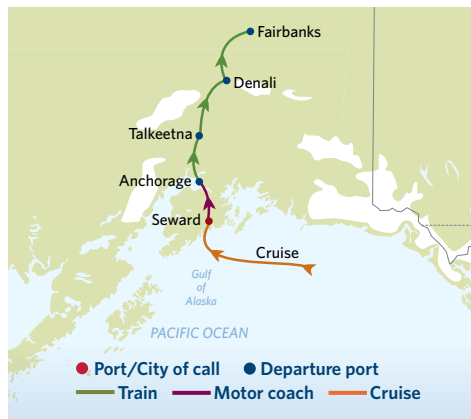 Fairbanks
Denali
Talkeetna
Anchorage
Seward
Cruise
Gulf
of
Alaska
PACIFIC OCEAN
Port/City of call
Departure port
Train
Motor coach
Cruise